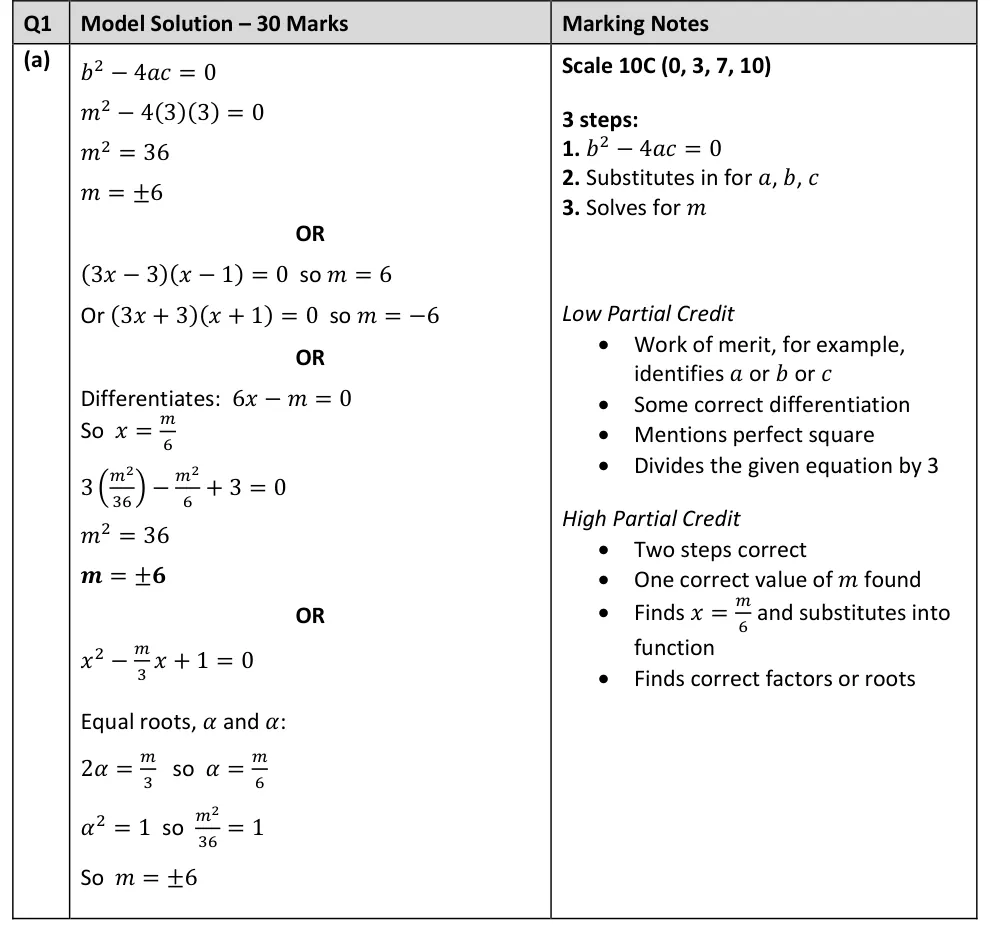 Q1 Model Solution – 30 Marks Marking Notes
(a)
b² − 4ac = 0
m² − 4(3)(3) = 0
m² = 36
m = ±6
OR
(3x − 3)(x − 1) = 0 so m = 6
Or (3x + 3)(x + 1) = 0 so m = −6
OR
Differentiates: 6x − m = 0
So x = m/6
3(m²/36) − m²/6 + 3 = 0
m² = 36
m = ±6
OR
x² − m/3 x + 1 = 0
Equal roots, α and α:
2α = m/3 so α = m/6
α² = 1 so m²/36 = 1
So m = ±6
Scale 10C (0, 3, 7, 10)
3 steps:
1. b² − 4ac = 0
2. Substitutes in for a, b, c
3. Solves for m
Low Partial Credit
• Work of merit, for example,
identifies a or b or c
• Some correct differentiation
• Mentions perfect square
• Divides the given equation by 3
High Partial Credit
• Two steps correct
• One correct value of m found
• Finds x = m/6 and substitutes into
function
• Finds correct factors or roots